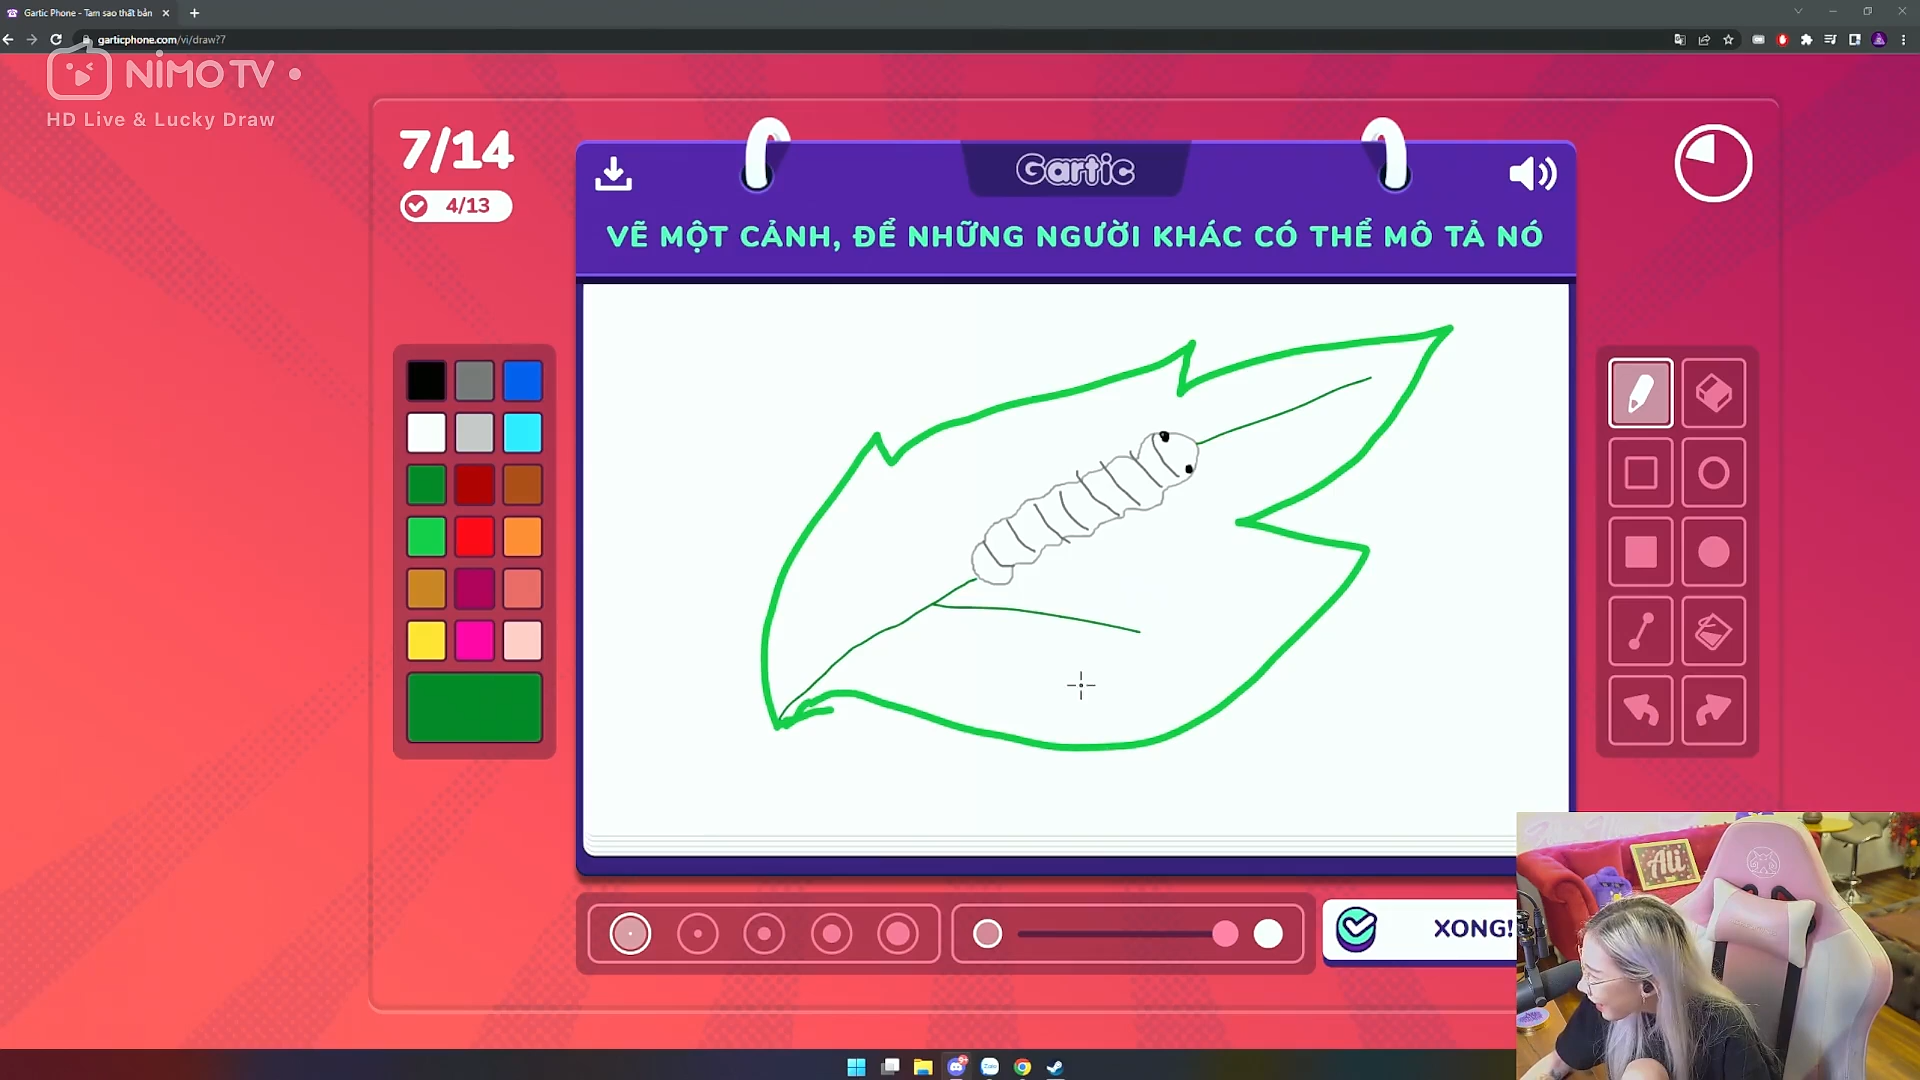 Gartic Phone - Tam sao thất bản
garticphone.com/vi/draw?7
NIMO TV
HD Live & Lucky Draw
7/14
4/13
Gartic
VẼ MỘT CẢNH, ĐỂ NHỮNG NGƯỜI KHÁC CÓ THỂ MÔ TẢ NÓ
XONG!
Ali